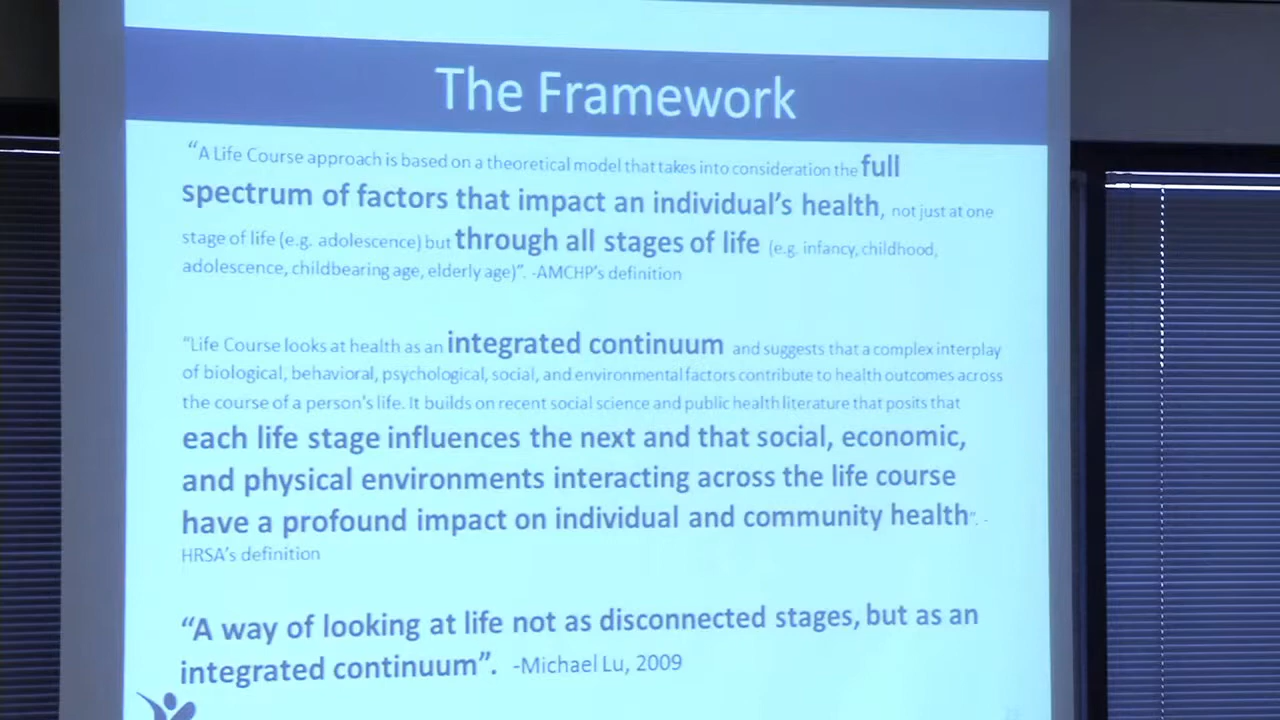 The Framework
“A Life Course approach is based on a theoretical model that takes into consideration the full
spectrum of factors that impact an individual’s health, not just at one
stage of life (e.g. adolescence) but through all stages of life (e.g. infancy, childhood,
adolescence, childbearing age, elderly age)”. -AMCHP’s definition
“Life Course looks at health as an integrated continuum and suggests that a complex interplay
of biological, behavioral, psychological, social, and environmental factors contribute to health outcomes across
the course of a person’s life. It builds on recent social science and public health literature that posits that
each life stage influences the next and that social, economic,
and physical environments interacting across the life course
have a profound impact on individual and community health”. -
HRSA’s definition
“A way of looking at life not as disconnected stages, but as an
integrated continuum”. -Michael Lu, 2009